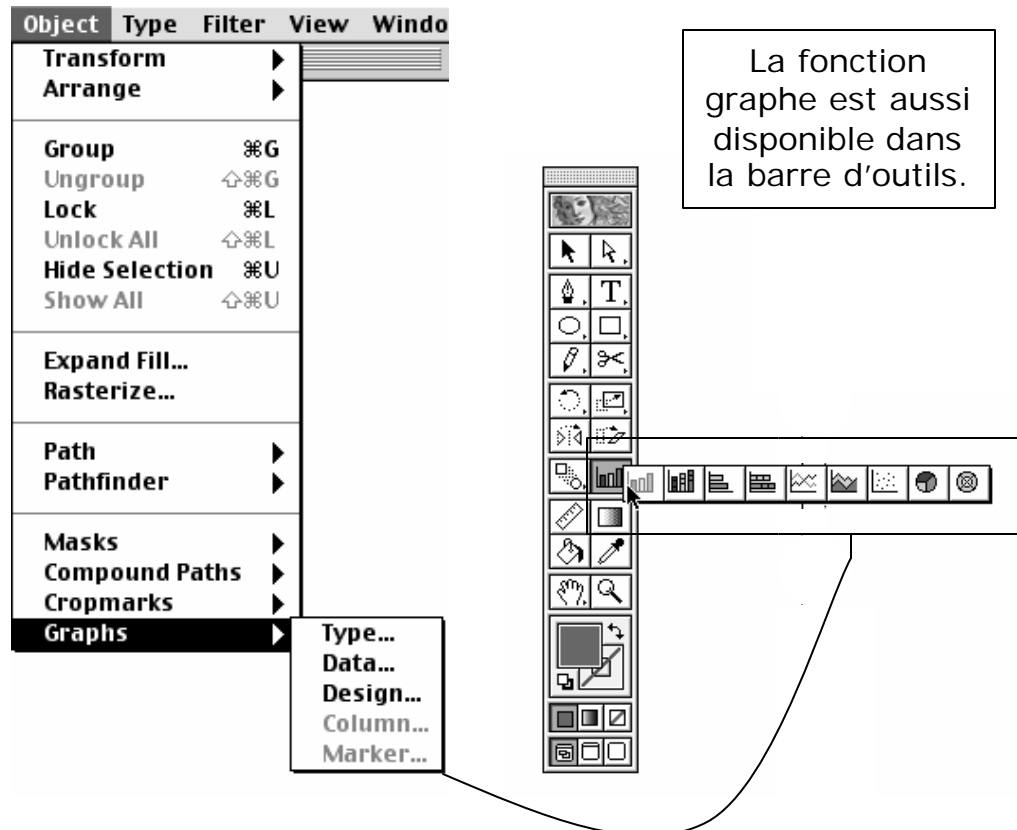 Object Type Filter View Windo
Transform
Arrange
Group ⌘G
Ungroup ⇧⌘G
Lock ⌘L
Unlock All ⇧⌘L
Hide Selection ⌘U
Show All ⇧⌘U
Expand Fill...
Rasterize...
Path
Pathfinder
Masks
Compound Paths
Cropmarks
Graphs
Type...
Data...
Design...
Column...
Marker...
La fonction
graphe est aussi
disponible dans
la barre d'outils.
T